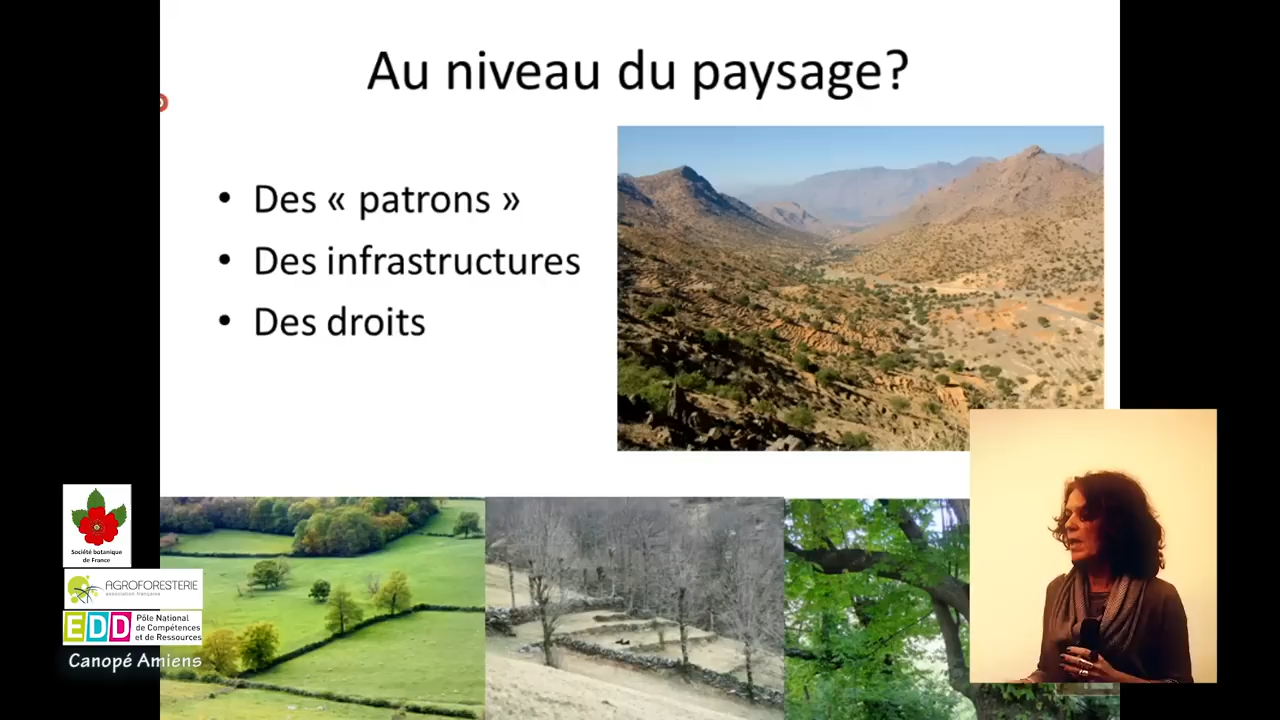 Au niveau du paysage?
• Des « patrons »
• Des infrastructures
• Des droits
Société botanique
de France
AGROFORESTERIE
association française
EDD
Pôle National
de Compétences
et de Ressources
Canopé Amiens